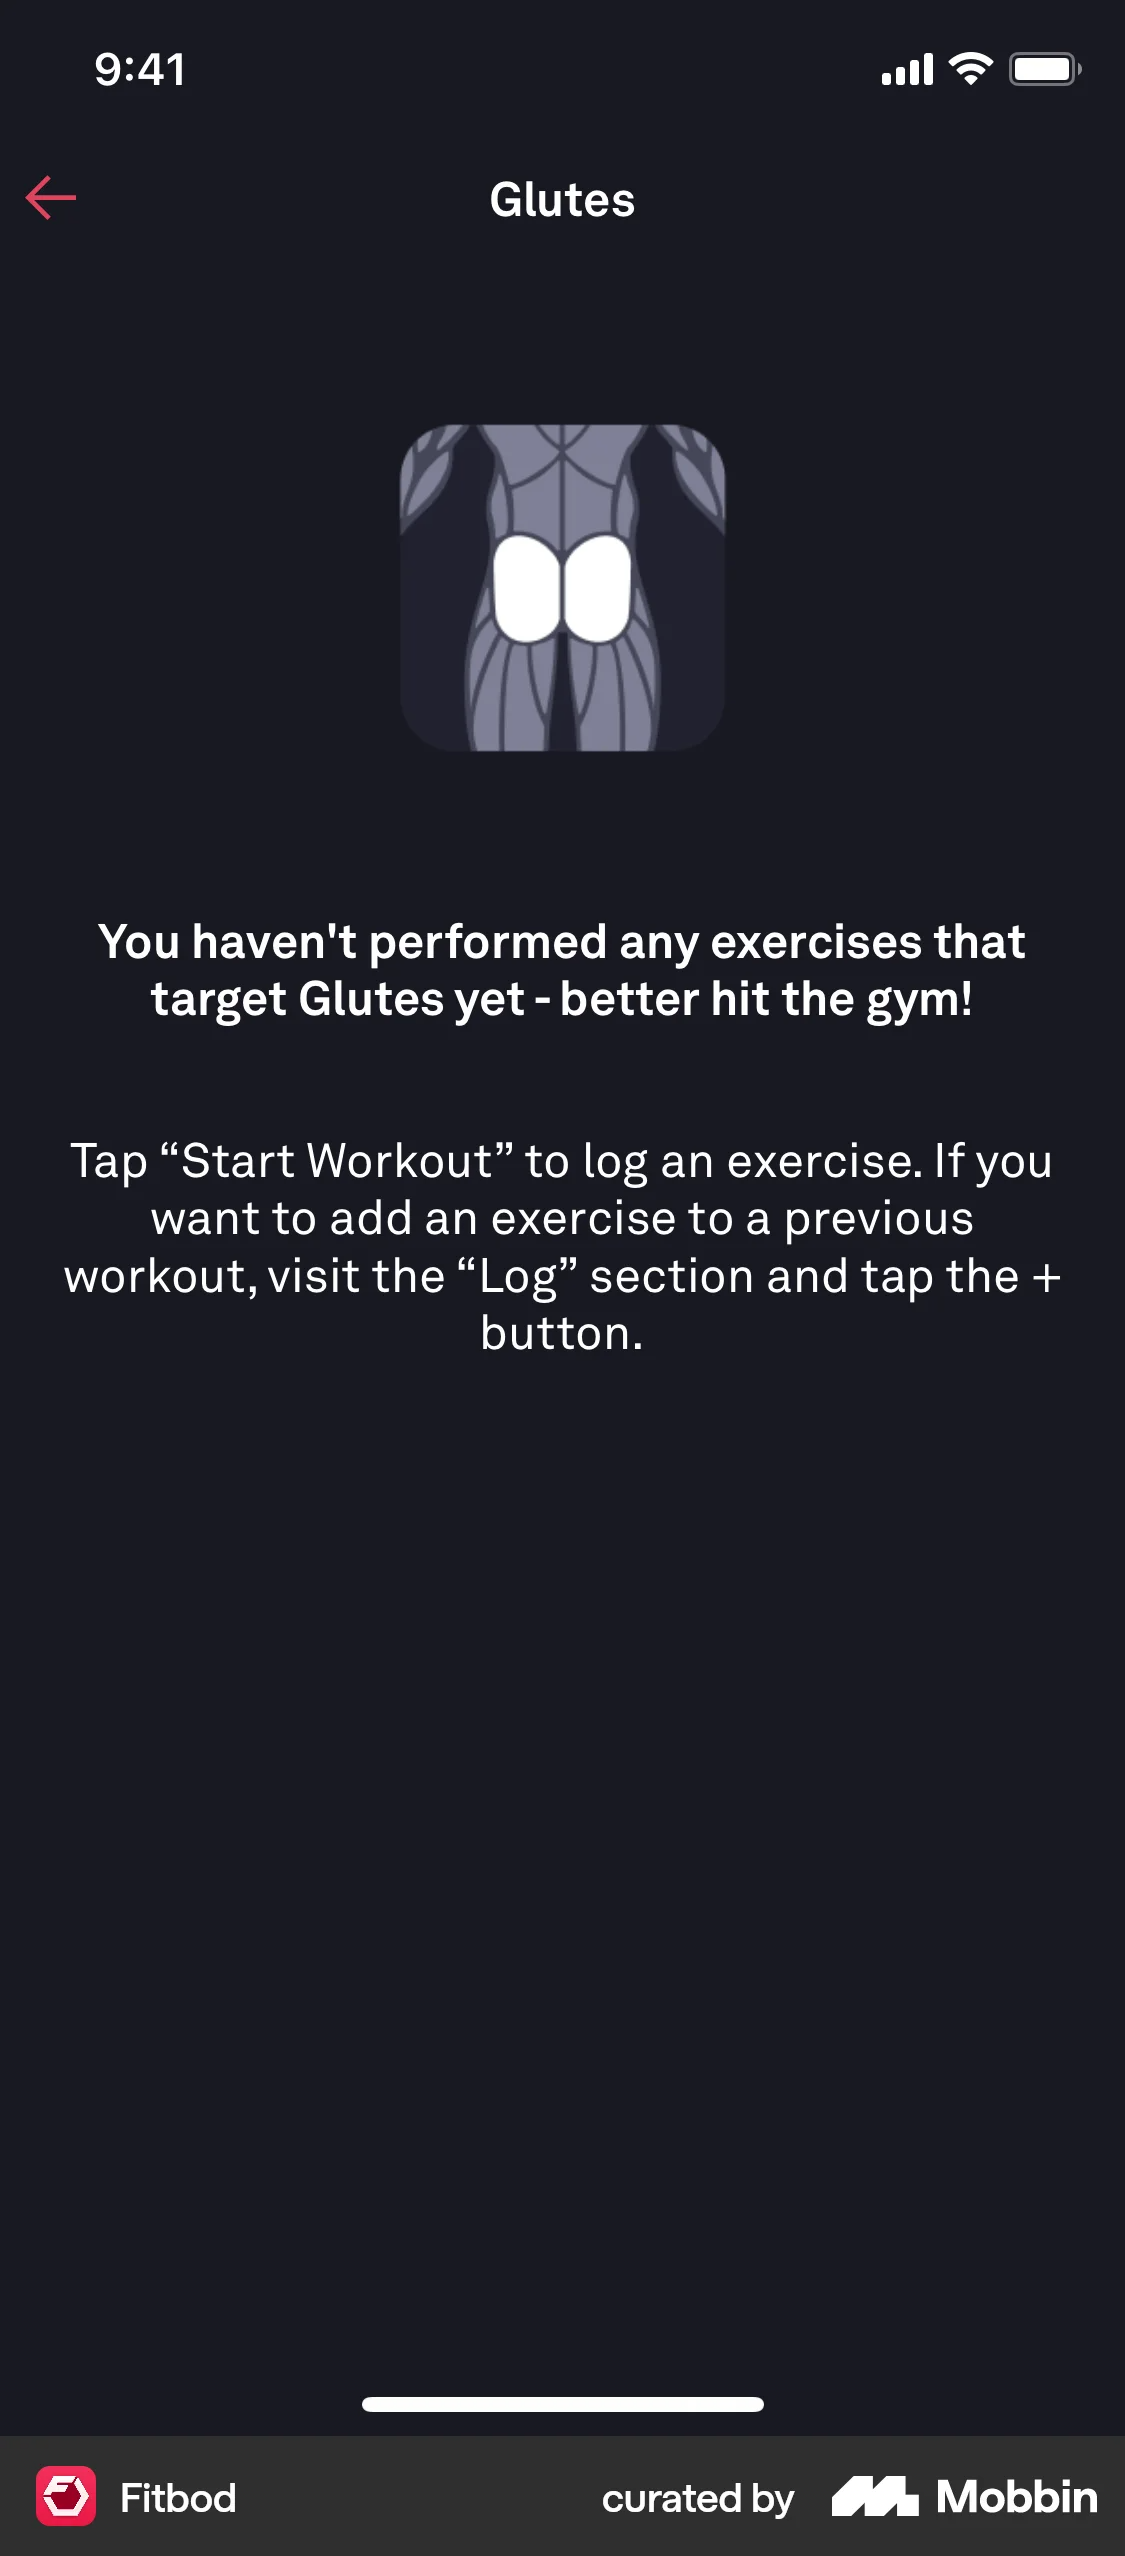 9:41
Glutes
You haven't performed any exercises that
target Glutes yet - better hit the gym!
Tap “Start Workout” to log an exercise. If you
want to add an exercise to a previous
workout, visit the “Log” section and tap the +
button.
Fitbod
curated by
Mobbin